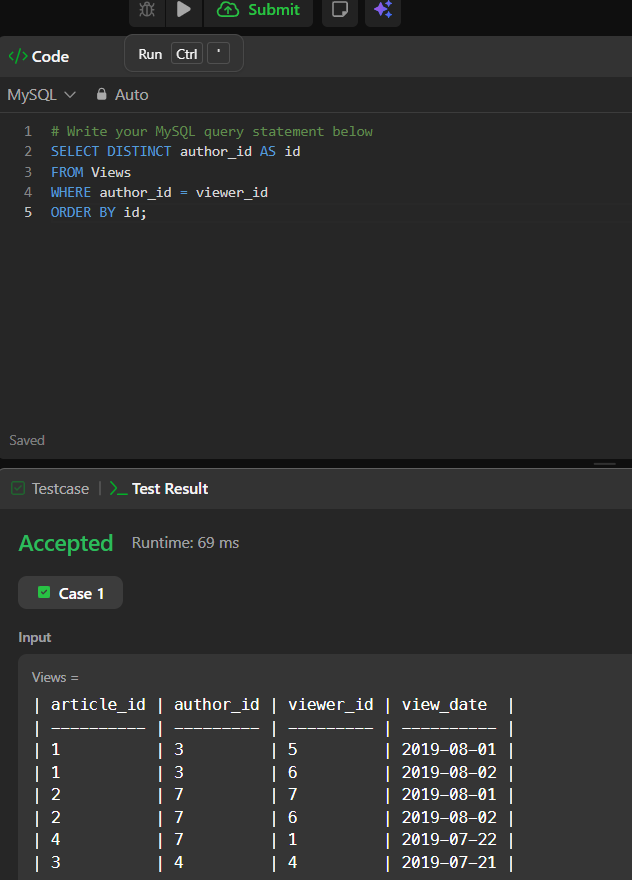 Submit
</> Code
Run Ctrl '
MySQL Auto
1 # Write your MySQL query statement below
2 SELECT DISTINCT author_id AS id
3 FROM Views
4 WHERE author_id = viewer_id
5 ORDER BY id;
Saved
Testcase | >_ Test Result
Accepted Runtime: 69 ms
Case 1
Input
Views =
| article_id | author_id | viewer_id | view_date |
| ---------- | --------- | --------- | ---------- |
| 1 | 3 | 5 | 2019-08-01 |
| 1 | 3 | 6 | 2019-08-02 |
| 2 | 7 | 7 | 2019-08-01 |
| 2 | 7 | 6 | 2019-08-02 |
| 4 | 7 | 1 | 2019-07-22 |
| 3 | 4 | 4 | 2019-07-21 |